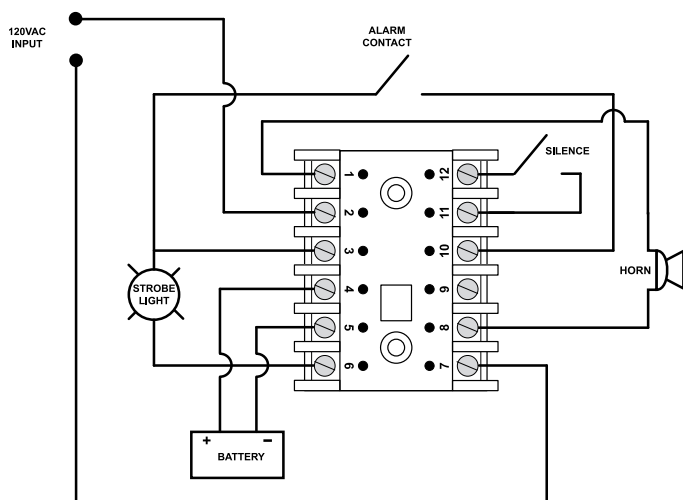 120VAC
INPUT
ALARM
CONTACT
SILENCE
1
12
2
11
3
10
4
9
5
8
6
7
STROBE
LIGHT
HORN
+
−
BATTERY